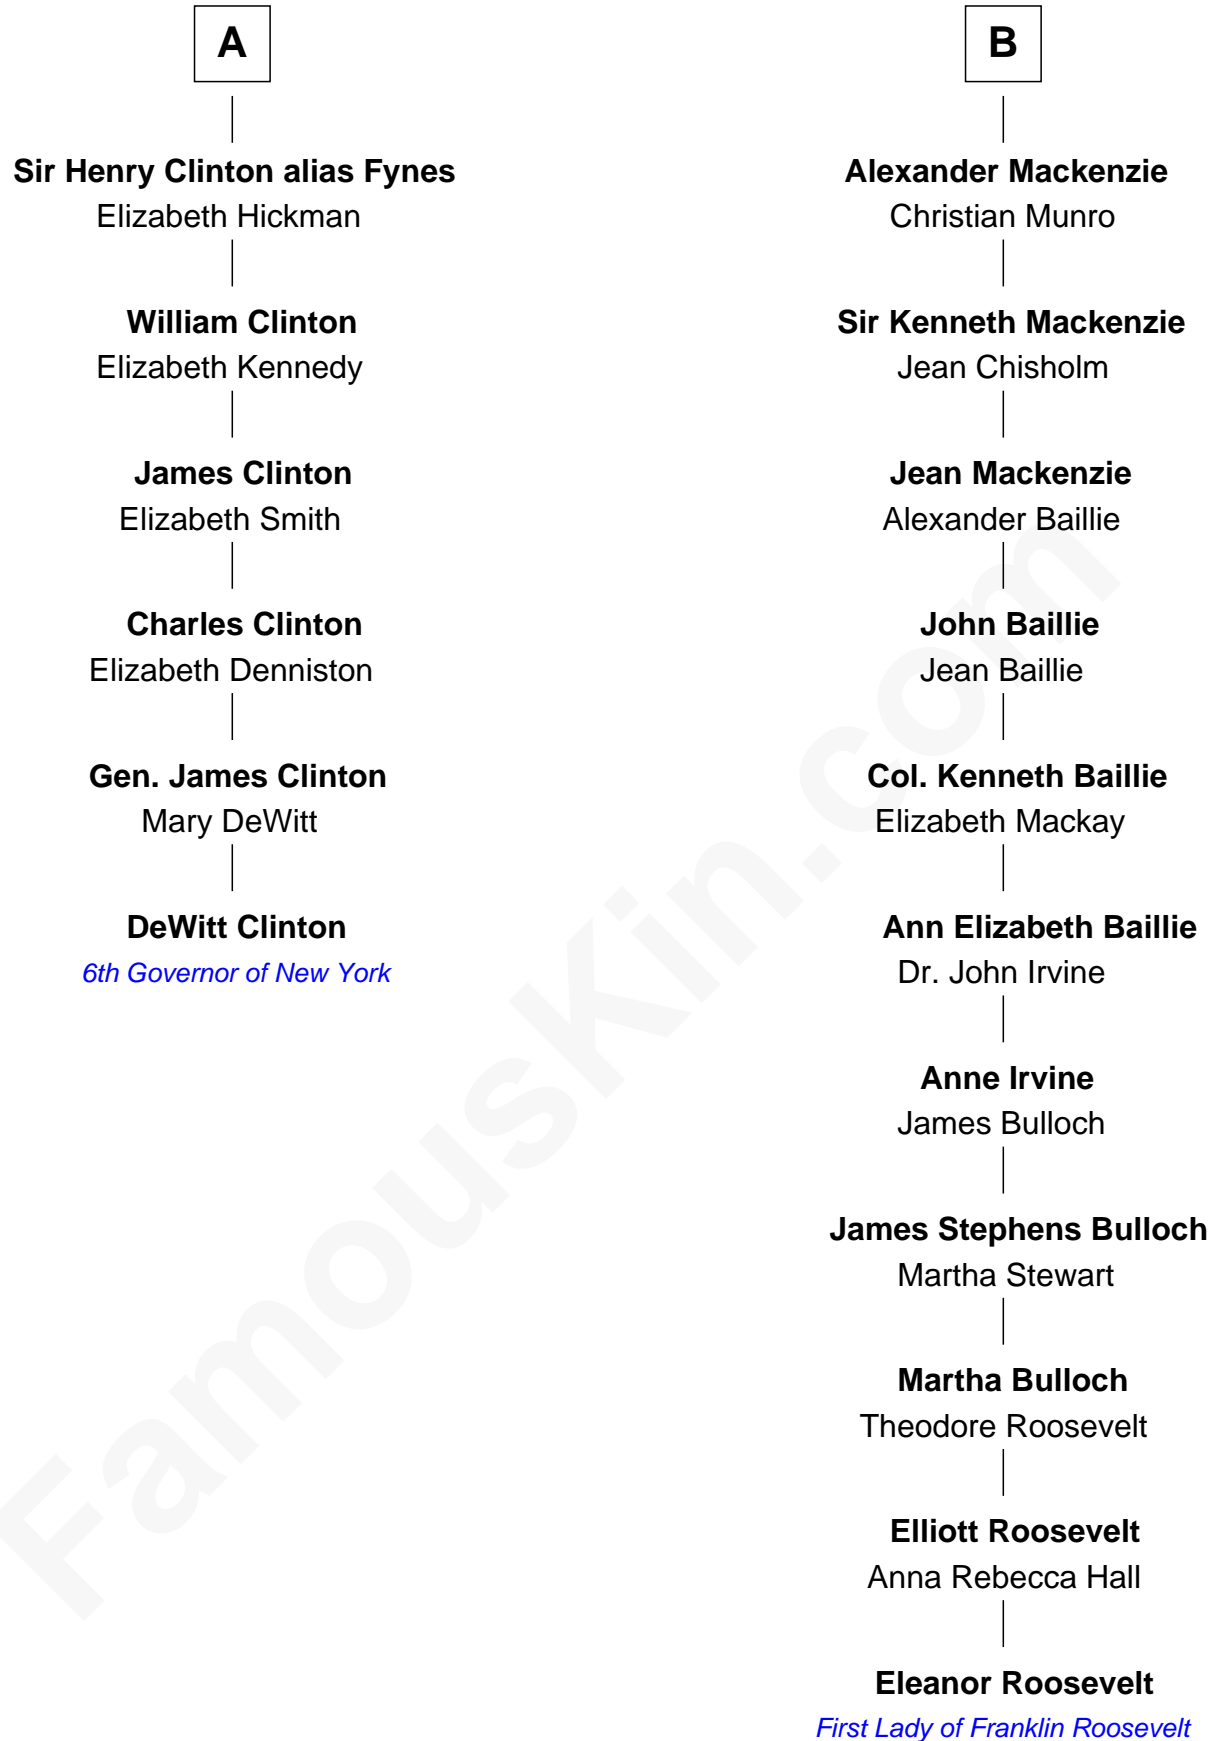 A
Sir Henry Clinton alias Fynes
Elizabeth Hickman
William Clinton
Elizabeth Kennedy
James Clinton
Elizabeth Smith
Charles Clinton
Elizabeth Denniston
Gen. James Clinton
Mary DeWitt
DeWitt Clinton
6th Governor of New York
B
Alexander Mackenzie
Christian Munro
Sir Kenneth Mackenzie
Jean Chisholm
Jean Mackenzie
Alexander Baillie
John Baillie
Jean Baillie
Col. Kenneth Baillie
Elizabeth Mackay
Ann Elizabeth Baillie
Dr. John Irvine
Anne Irvine
James Bulloch
James Stephens Bulloch
Martha Stewart
Martha Bulloch
Theodore Roosevelt
Elliott Roosevelt
Anna Rebecca Hall
Eleanor Roosevelt
First Lady of Franklin Roosevelt
FamousKin.com